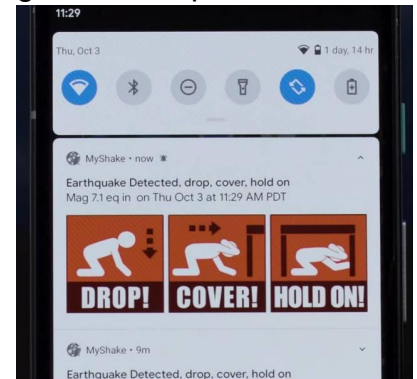 11:29
Thu, Oct 3
1 day, 14 hr
MyShake • now
Earthquake Detected, drop, cover, hold on
Mag 7.1 eq in on Thu Oct 3 at 11:29 AM PDT
DROP!
COVER!
HOLD ON!
MyShake • 9m
Earthquake Detected, drop, cover, hold on